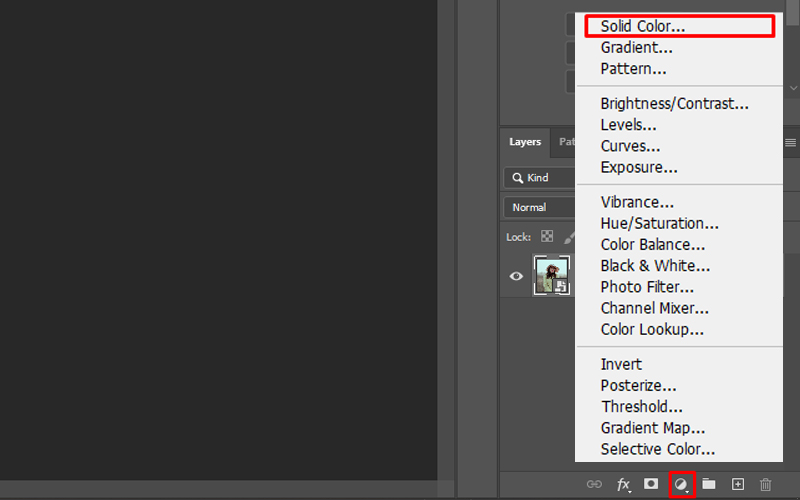 Solid Color...
Gradient...
Pattern...
Brightness/Contrast...
Levels...
Curves...
Exposure...
Vibrance...
Hue/Saturation...
Color Balance...
Black & White...
Photo Filter...
Channel Mixer...
Color Lookup...
Invert
Posterize...
Threshold...
Gradient Map...
Selective Color...
Layers
Kind
Normal
Lock:
fx